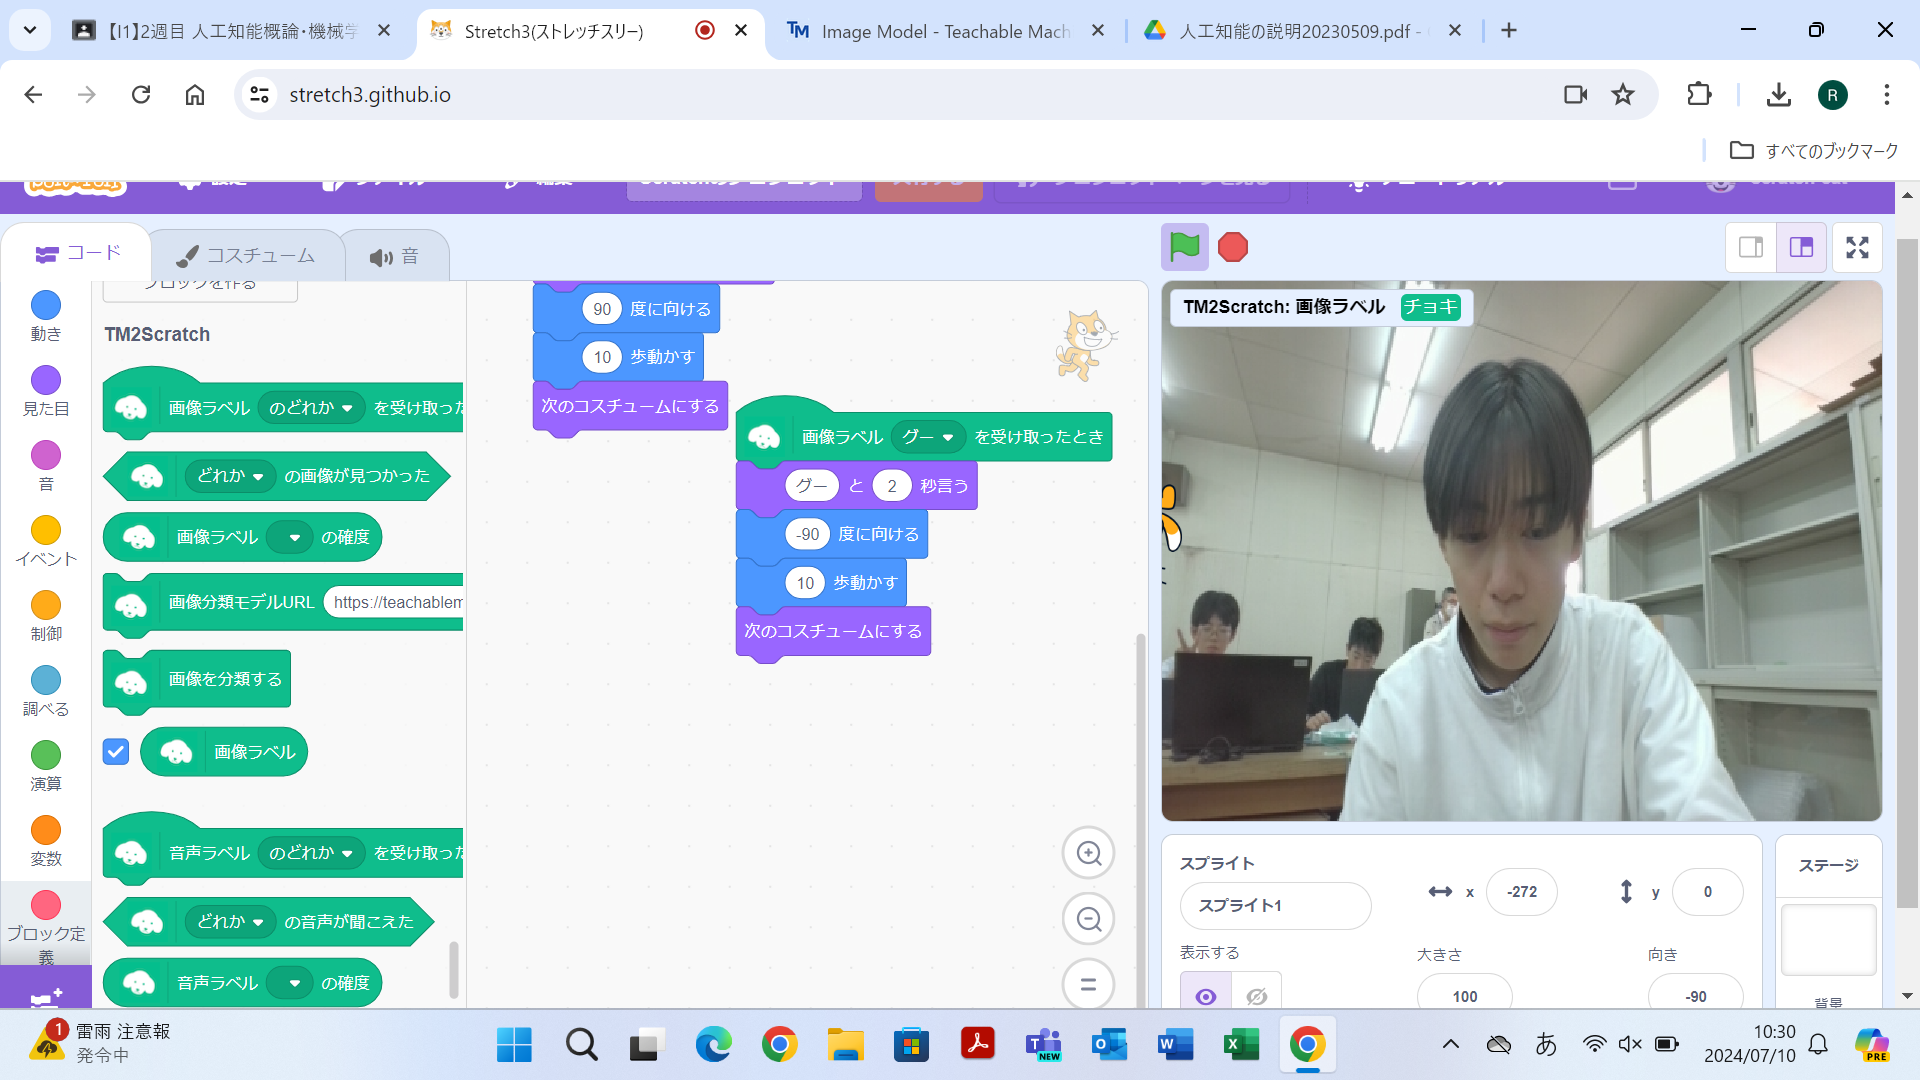 【I1】2週目 人工知能概論・機械学
Stretch3(ストレッチスリー)
Image Model - Teachable Mach
人工知能の説明20230509.pdf -
stretch3.github.io
R
すべてのブックマーク
コード
コスチューム
音
動き
見た目
音
イベント
制御
調べる
演算
変数
ブロック定
義
ブロックを作る
TM2Scratch
画像ラベル のどれか を受け取った
どれか の画像が見つかった
画像ラベル の確度
画像分類モデルURL https://teachablem
画像を分類する
画像ラベル
音声ラベル のどれか を受け取った
どれか の音声が聞こえた
音声ラベル の確度
90 度に向ける
10 歩動かす
次のコスチュームにする
画像ラベル グー を受け取ったとき
グー と 2 秒言う
-90 度に向ける
10 歩動かす
次のコスチュームにする
TM2Scratch: 画像ラベル チョキ
スプライト
スプライト1
x -272
y 0
表示する
大きさ
向き
100
-90
ステージ
背景
1
雷雨 注意報
発令中
NEW
あ
10:30
2024/07/10
PRE